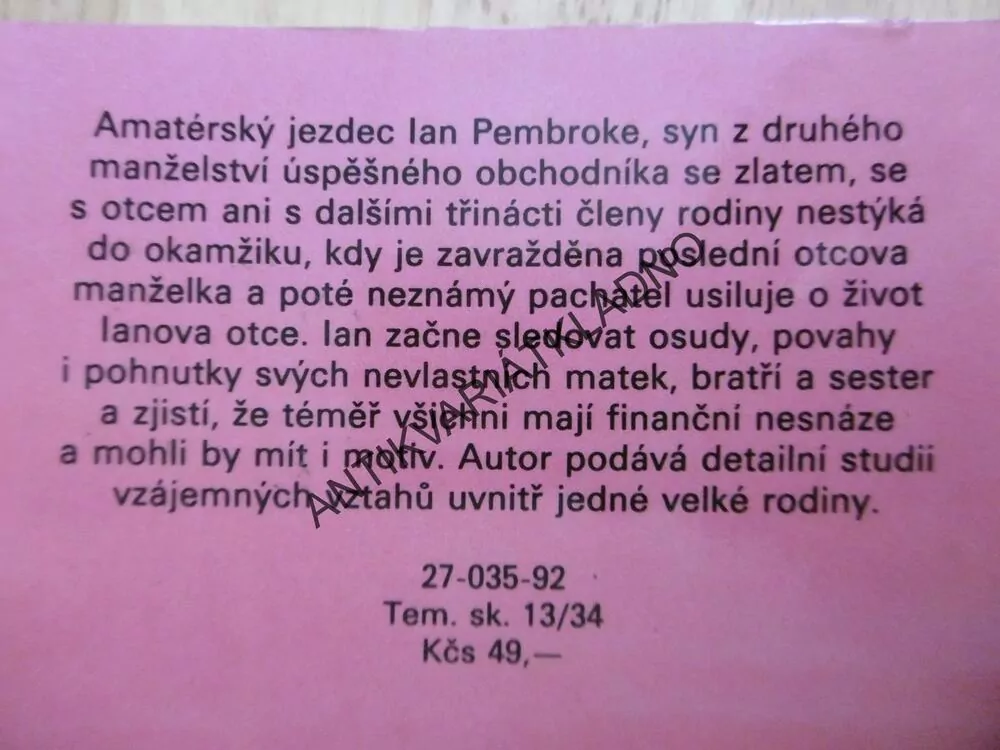 Amatérský jezdec Ian Pembroke, syn z druhého
manželství úspěšného obchodníka se zlatem, se
s otcem ani s dalšími třinácti členy rodiny nestýká
do okamžiku, kdy je zavražděna poslední otcova
manželka a poté neznámý pachatel usiluje o život
Ianova otce. Ian začne sledovat osudy, povahy
i pohnutky svých nevlastních matek, bratří a sester
a zjistí, že téměř všichni mají finanční nesnáze
a mohli by mít i motiv. Autor podává detailní studii
vzájemných vztahů uvnitř jedné velké rodiny.
27-035-92
Tem. sk. 13/34
Kčs 49,—
ANTIKVARIÁT KLADNO